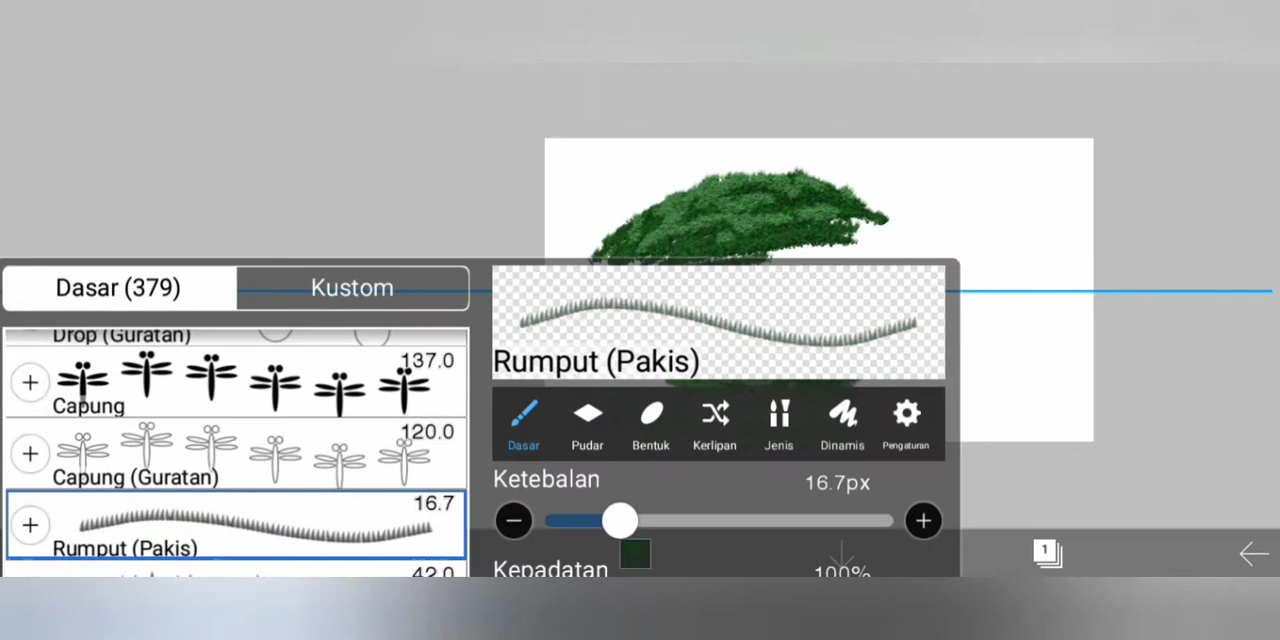 Dasar (379)
Kustom
Drop (Guratan)
137.0
Capung
120.0
Capung (Guratan)
16.7
Rumput (Pakis)
42.0
Rumput (Pakis)
Dasar
Pudar
Bentuk
Kerlipan
Jenis
Dinamis
Pengaturan
Ketebalan
16.7px
Kepadatan
100%
1